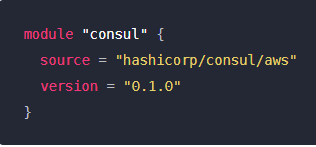 module "consul" {
  source = "hashicorp/consul/aws"
  version = "0.1.0"
}